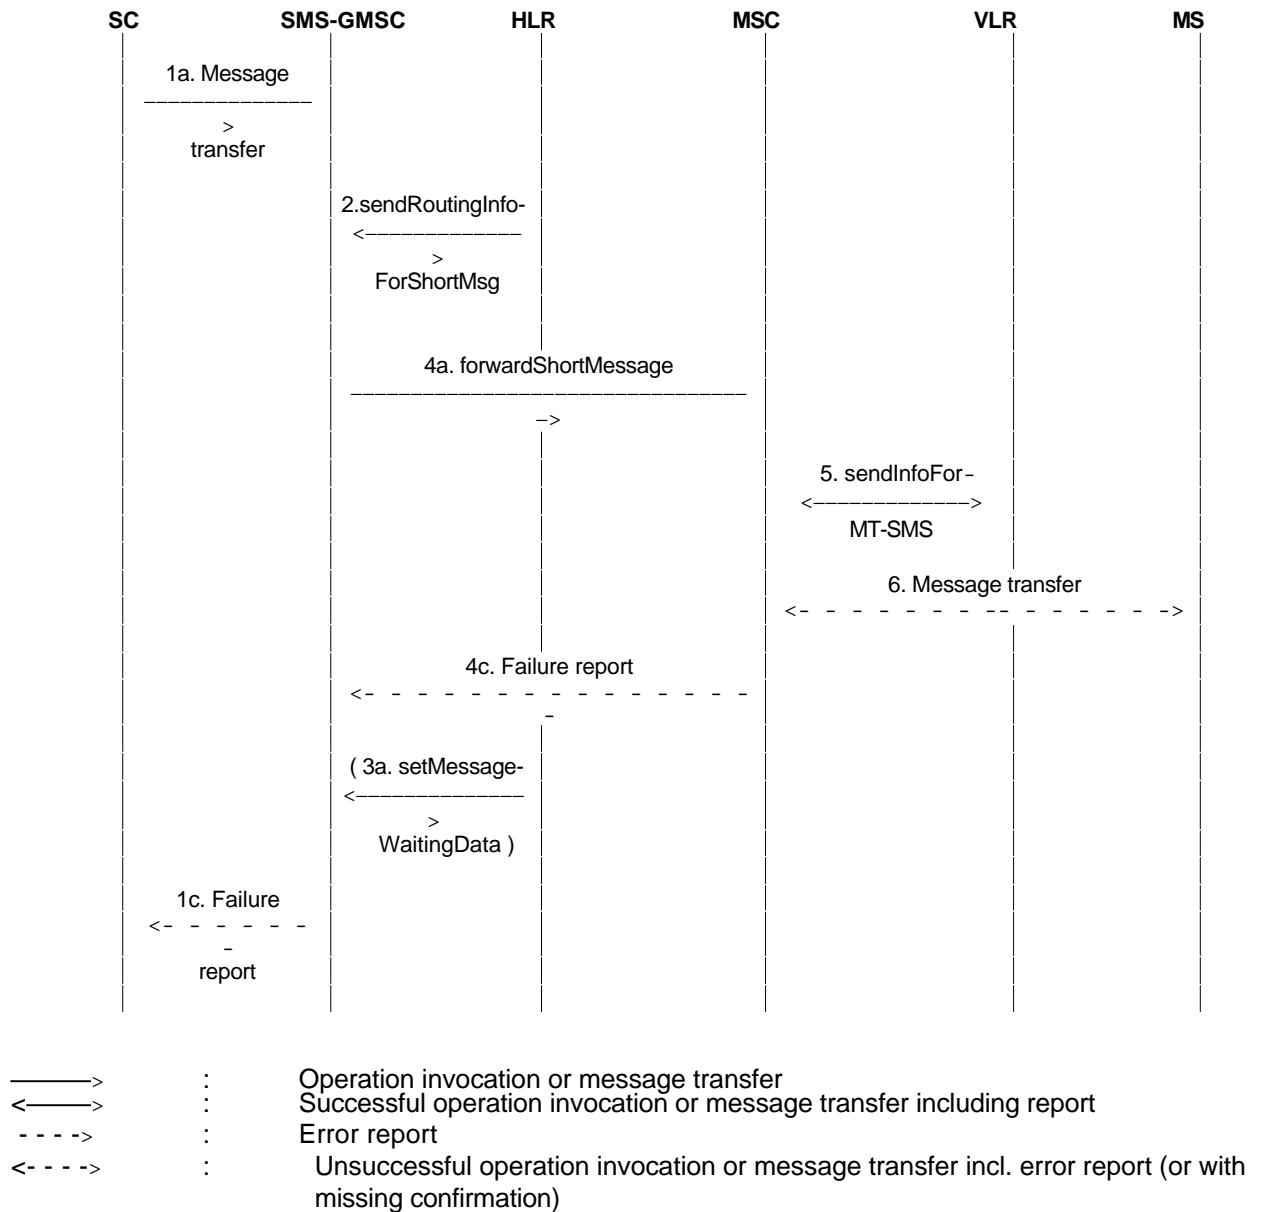 SC SMS-GMSC HLR MSC VLR MS
1a. Message
-------------->
transfer
2.sendRoutingInfo-
<------------->
ForShortMsg
4a. forwardShortMessage
---------------------------------->
5. sendInfoFor-
<------------->
MT-SMS
6. Message transfer
<- - - - - - - -- - - - - - ->
4c. Failure report
<- - - - - - - - - - - - - - - -
( 3a. setMessage-
<-------------->
WaitingData )
1c. Failure
<- - - - - - -
report
———> : Operation invocation or message transfer
<———> : Successful operation invocation or message transfer including report
- - - -> : Error report
<- - - -> : Unsuccessful operation invocation or message transfer incl. error report (or with
missing confirmation)